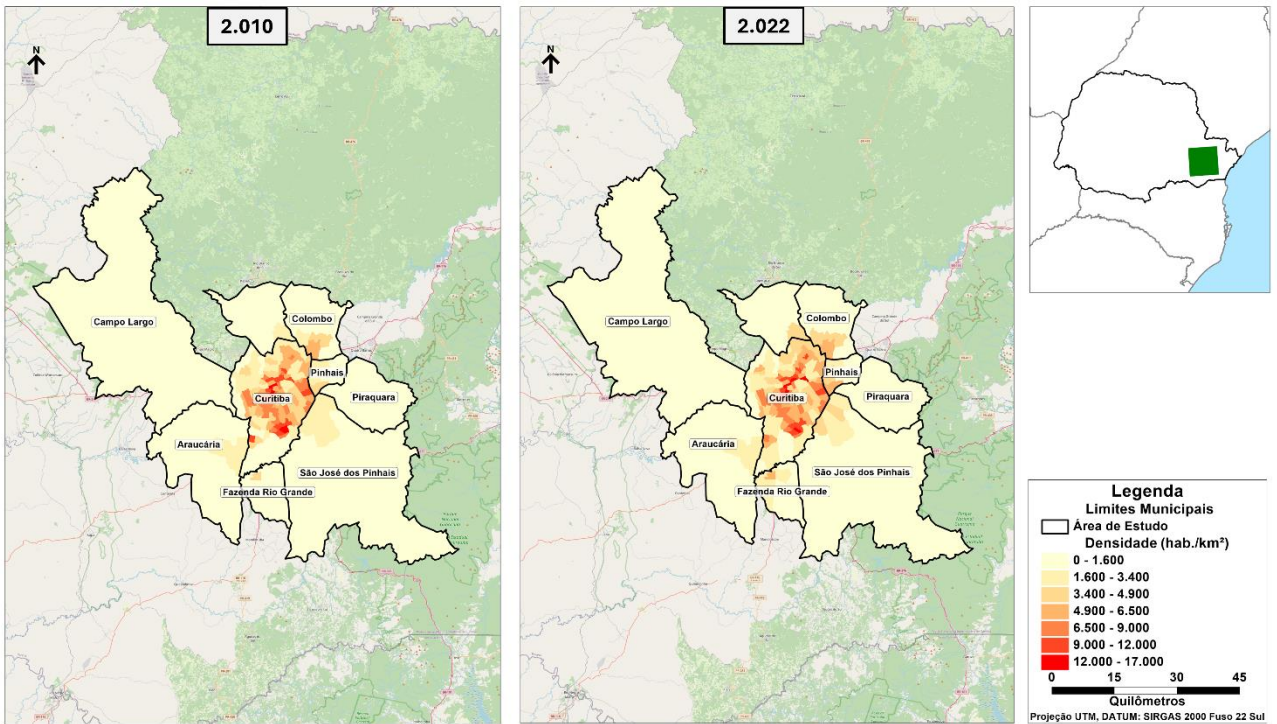 2.010
N
Campo Largo
Colombo
Pinhais
Curitiba
Piraquara
Araucária
São José dos Pinhais
Fazenda Rio Grande
2.022
N
Campo Largo
Colombo
Pinhais
Curitiba
Piraquara
Araucária
São José dos Pinhais
Fazenda Rio Grande
Legenda
Limites Municipais
Área de Estudo
Densidade (hab./km²)
0 - 1.600
1.600 - 3.400
3.400 - 4.900
4.900 - 6.500
6.500 - 9.000
9.000 - 12.000
12.000 - 17.000
0 15 30 45
Quilômetros
Projeção UTM, DATUM: SIRGAS 2000 Fuso 22 Sul